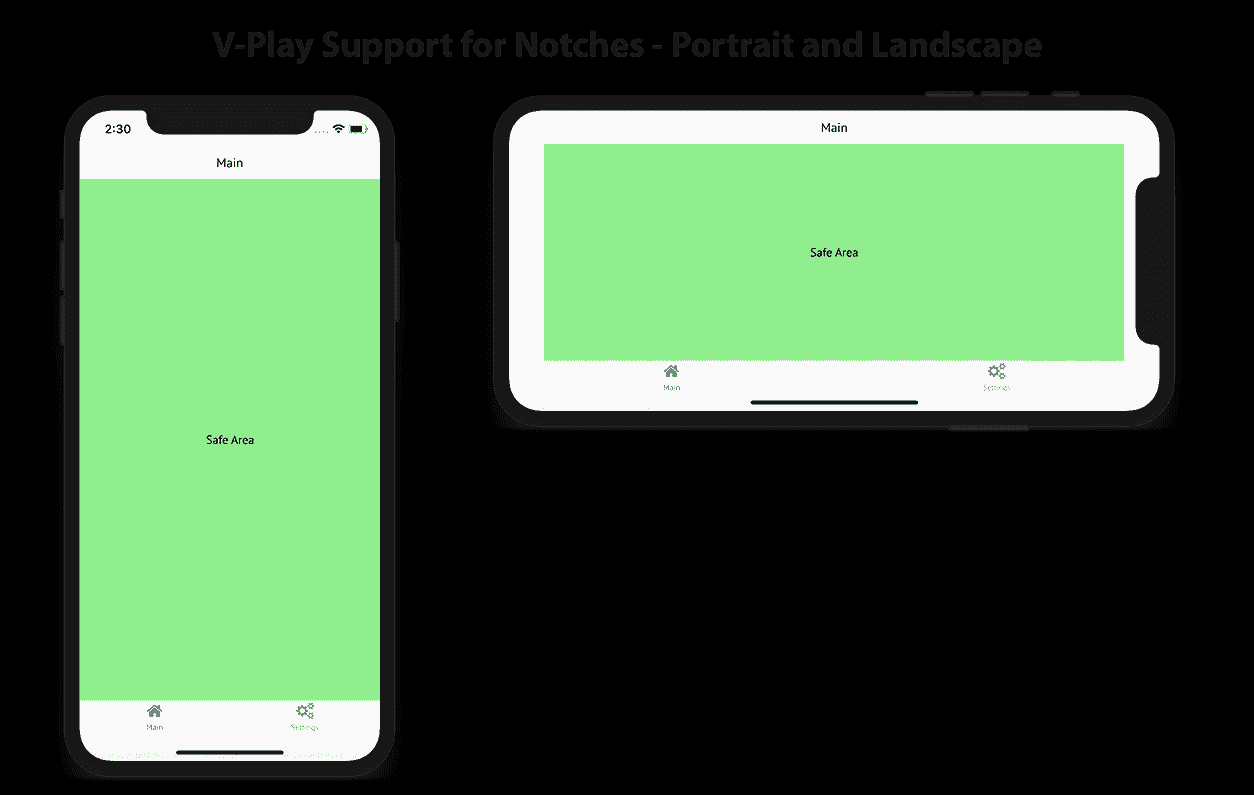 V-Play Support for Notches - Portrait and Landscape
2:30
Main
Safe Area
Main
Settings
Main
Safe Area
Main
Settings